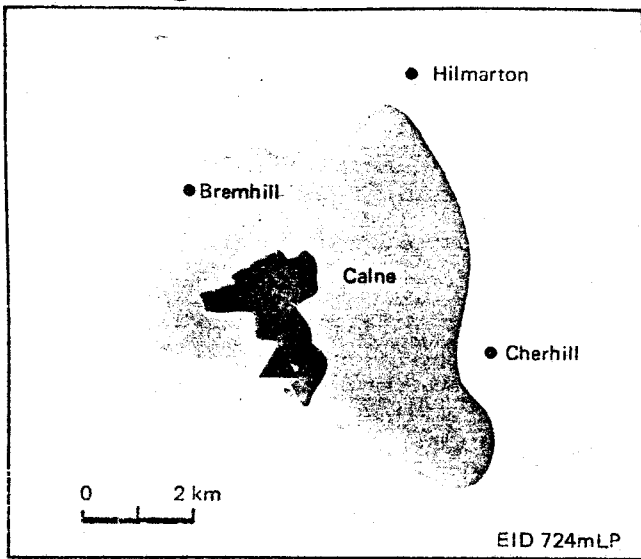 Hilmarton
Bremhill
Calne
Cherhill
0 2 km
EID 724mLP